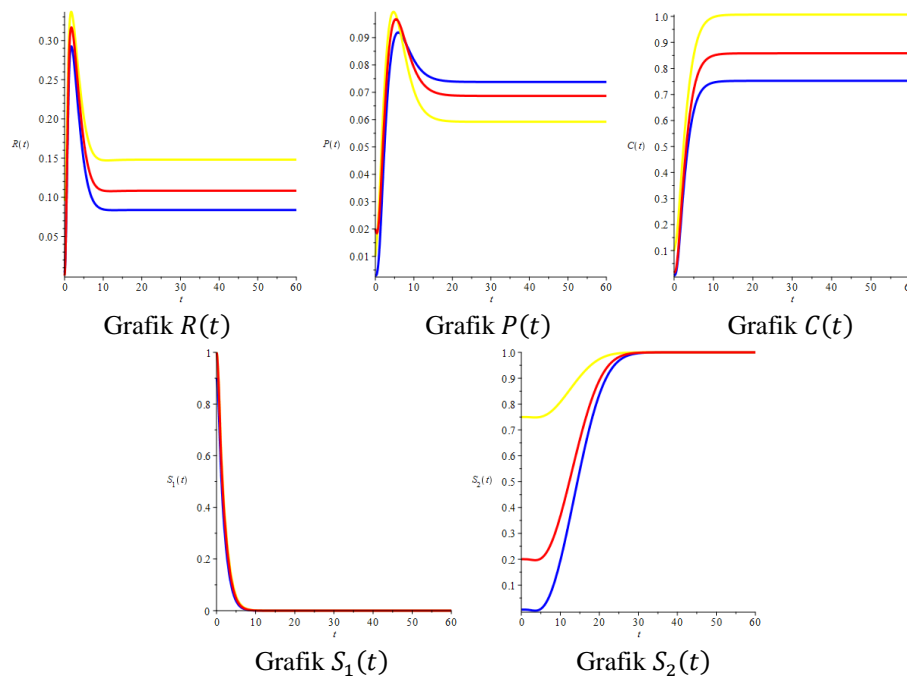 0.30
0.25
0.20
R(t)
0.15
0.10
0.05
0 10 20 30 40 50 60
t
Grafik R(t)
0.09
0.08
0.07
0.06
P(t)
0.05
0.04
0.03
0.02
0.01
0 10 20 30 40 50 60
t
Grafik P(t)
1.0
0.9
0.8
0.7
0.6
C(t)
0.5
0.4
0.3
0.2
0.1
0 10 20 30 40 50 60
t
Grafik C(t)
1
0.8
0.6
S₁(t)
0.4
0.2
0
0 10 20 30 40 50 60
t
Grafik S₁(t)
1.0
0.9
0.8
0.7
0.6
S₂(t)
0.5
0.4
0.3
0.2
0.1
0 10 20 30 40 50 60
t
Grafik S₂(t)